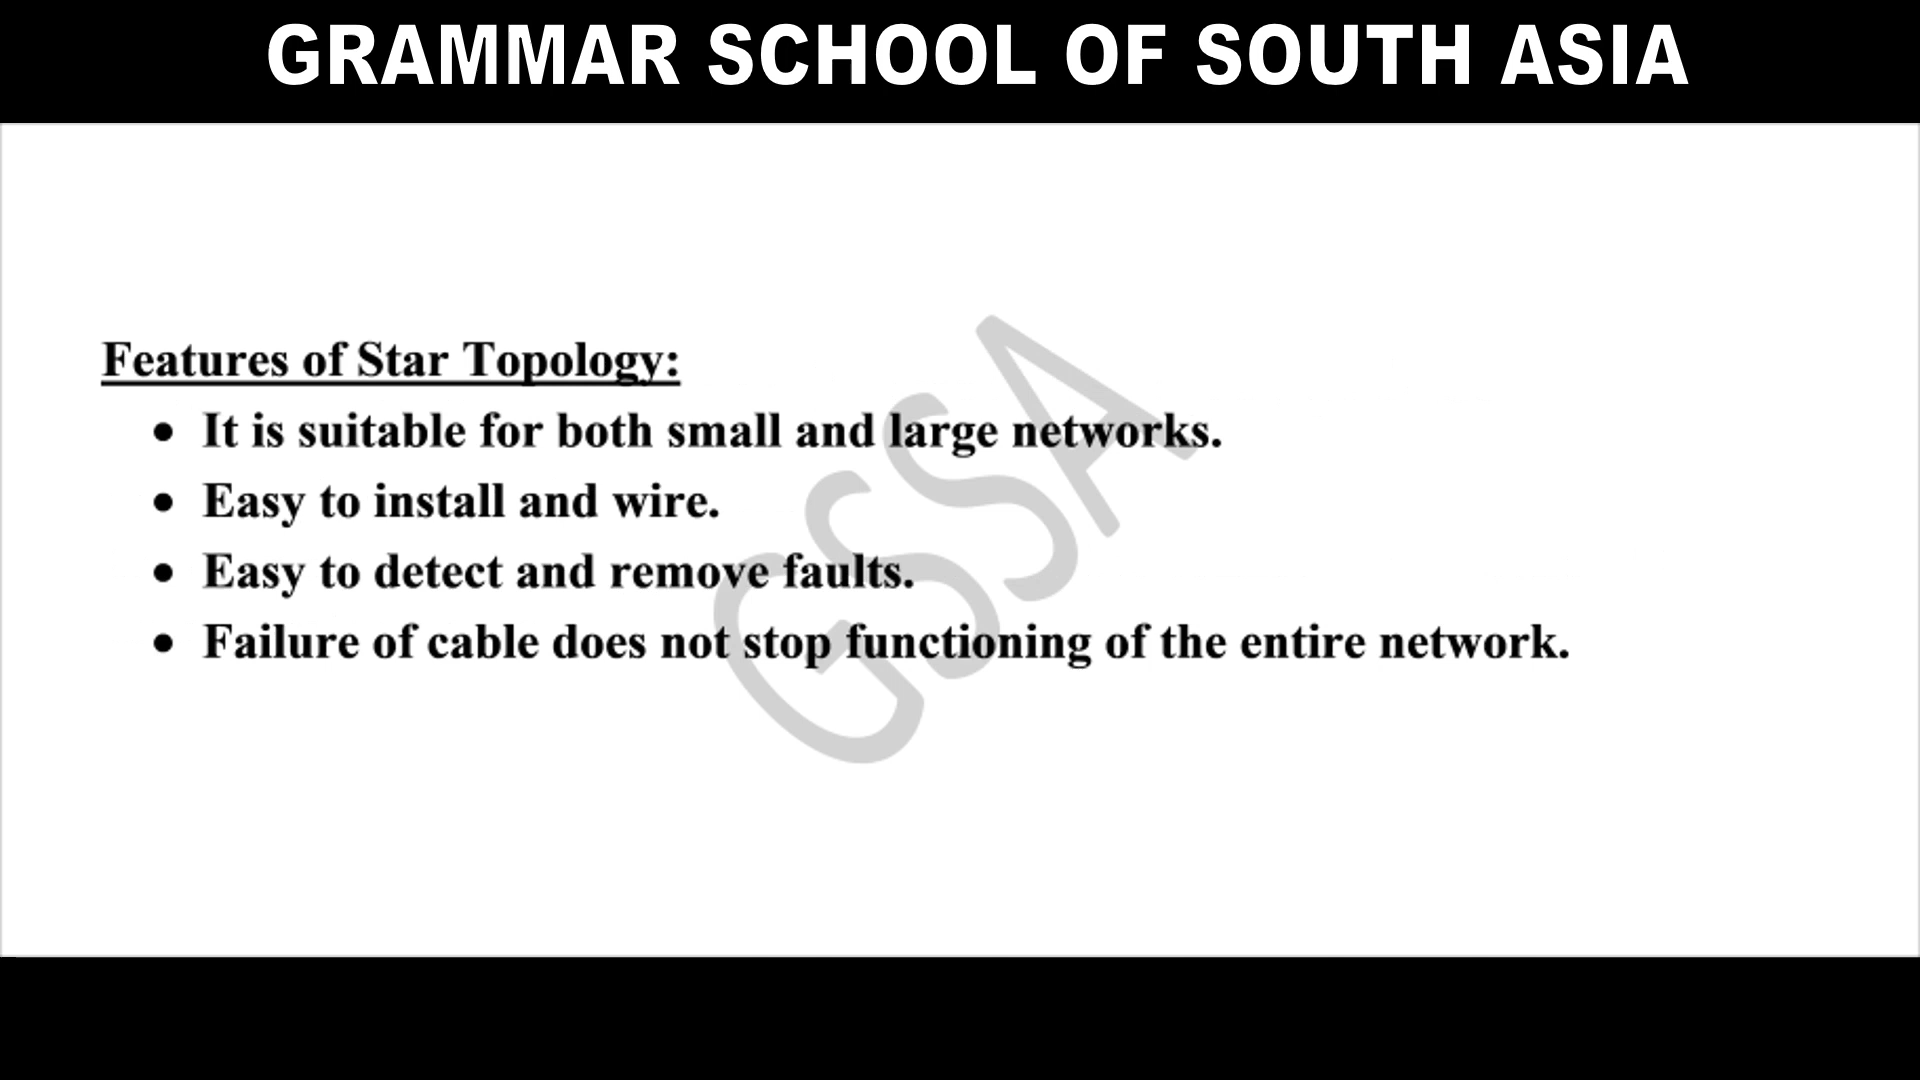 GRAMMAR SCHOOL OF SOUTH ASIA
Features of Star Topology:
• It is suitable for both small and large networks.
• Easy to install and wire.
• Easy to detect and remove faults.
• Failure of cable does not stop functioning of the entire network.
GSSA